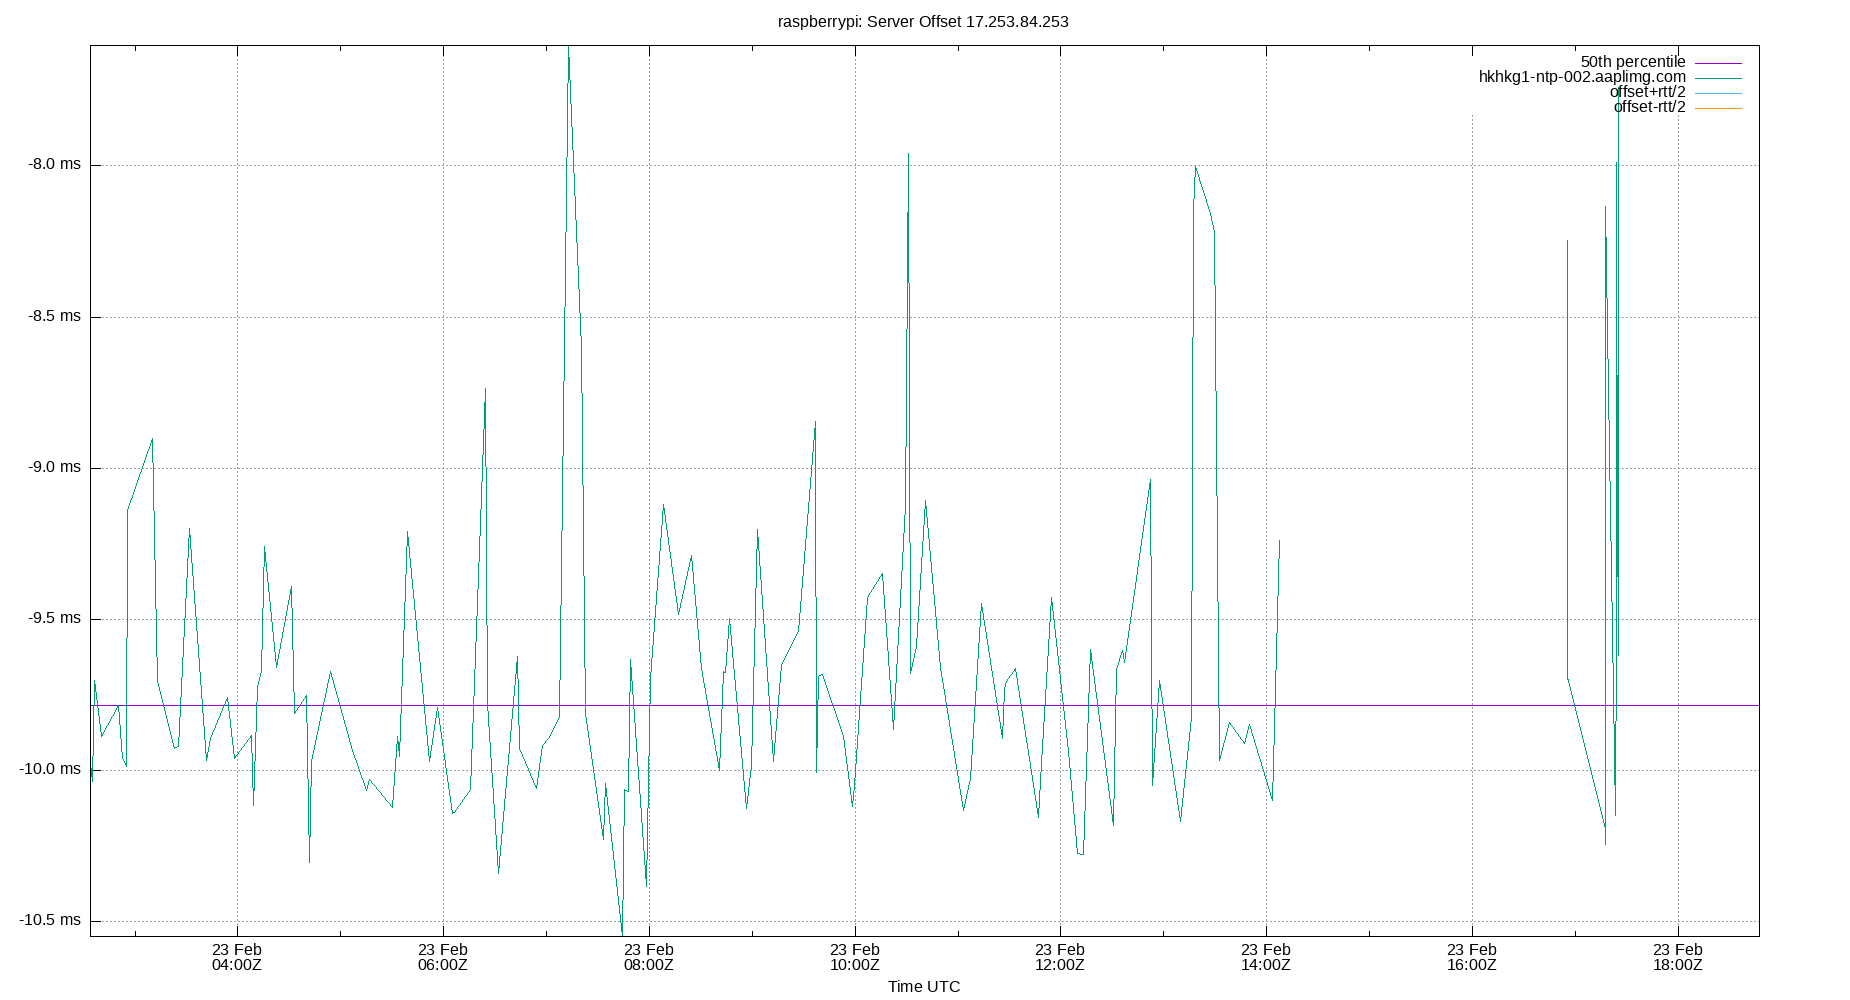 raspberrypi: Server Offset 17.253.84.253
50th percentile
hkhkg1-ntp-002.aaplimg.com
offset+rtt/2
offset-rtt/2
-8.0 ms
-8.5 ms
-9.0 ms
-9.5 ms
-10.0 ms
-10.5 ms
23 Feb 23 Feb 23 Feb 23 Feb 23 Feb 23 Feb 23 Feb 23 Feb
04:00Z 06:00Z 08:00Z 10:00Z 12:00Z 14:00Z 16:00Z 18:00Z
Time UTC